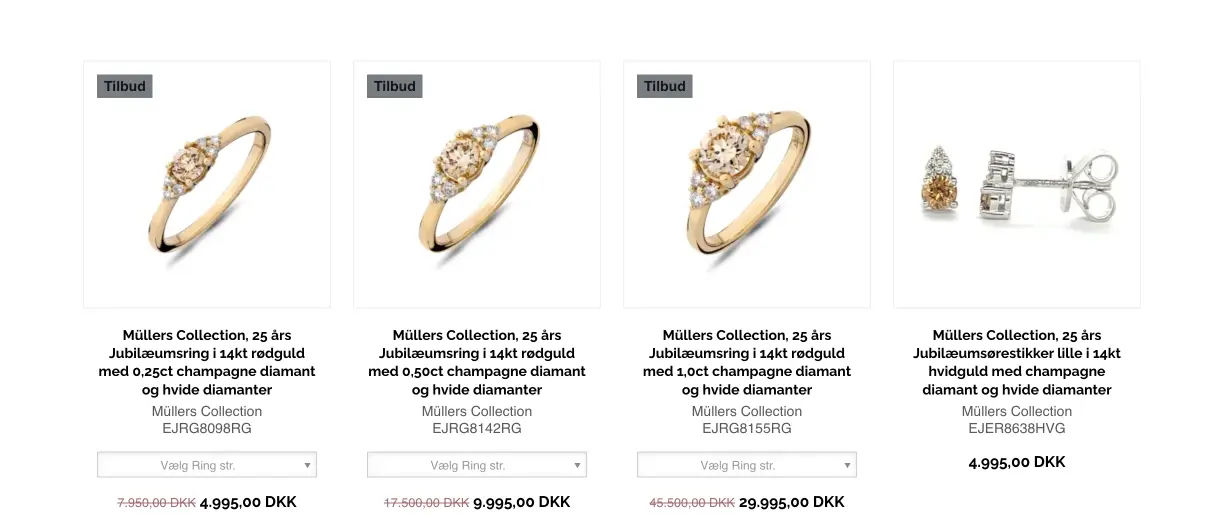 Tilbud
Müllers Collection, 25 års
Jubilæumsring i 14kt rødguld
med 0,25ct champagne diamant
og hvide diamanter
Müllers Collection
EJRG8098RG
Vælg Ring str.
7.950,00 DKK 4.995,00 DKK
Tilbud
Müllers Collection, 25 års
Jubilæumsring i 14kt rødguld
med 0,50ct champagne diamant
og hvide diamanter
Müllers Collection
EJRG8142RG
Vælg Ring str.
17.500,00 DKK 9.995,00 DKK
Tilbud
Müllers Collection, 25 års
Jubilæumsring i 14kt rødguld
med 1,0ct champagne diamant
og hvide diamanter
Müllers Collection
EJRG8155RG
Vælg Ring str.
45.500,00 DKK 29.995,00 DKK
Müllers Collection, 25 års
Jubilæumsørestikker lille i 14kt
hvidguld med champagne
diamant og hvide diamanter
Müllers Collection
EJER8638HVG
4.995,00 DKK